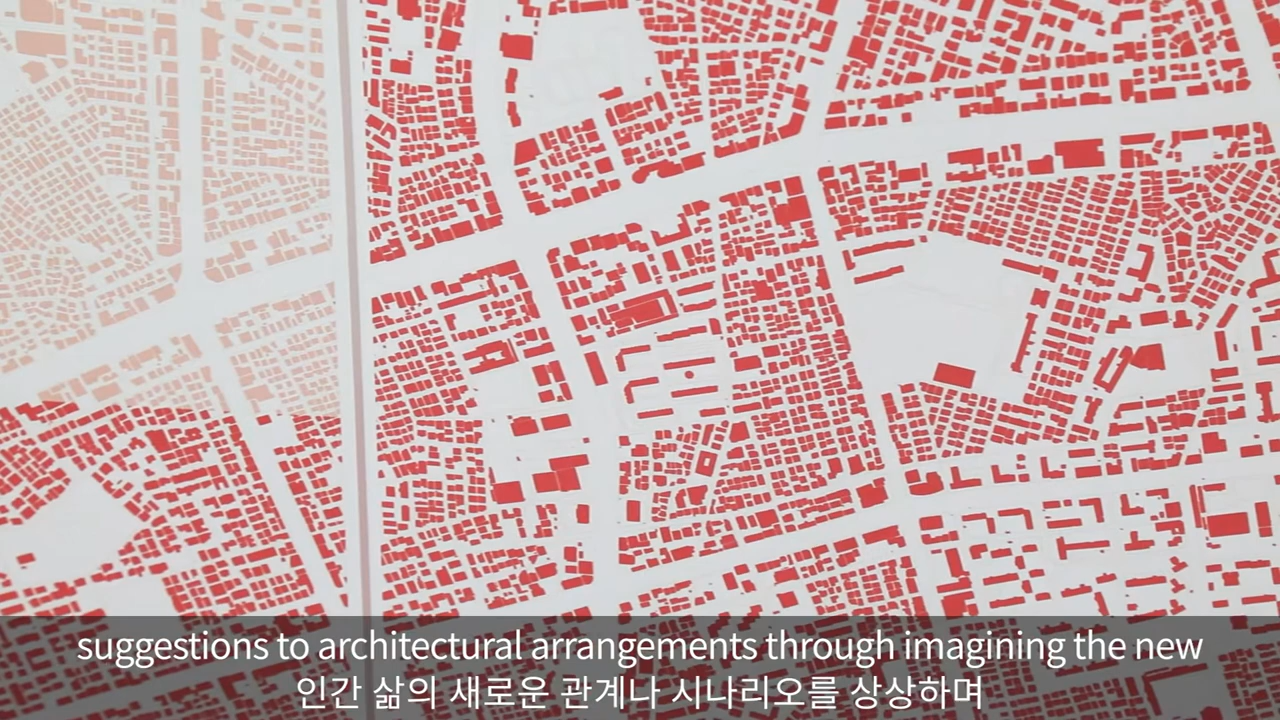 suggestions to architectural arrangements through imagining the new
인간 삶의 새로운 관계나 시나리오를 상상하며